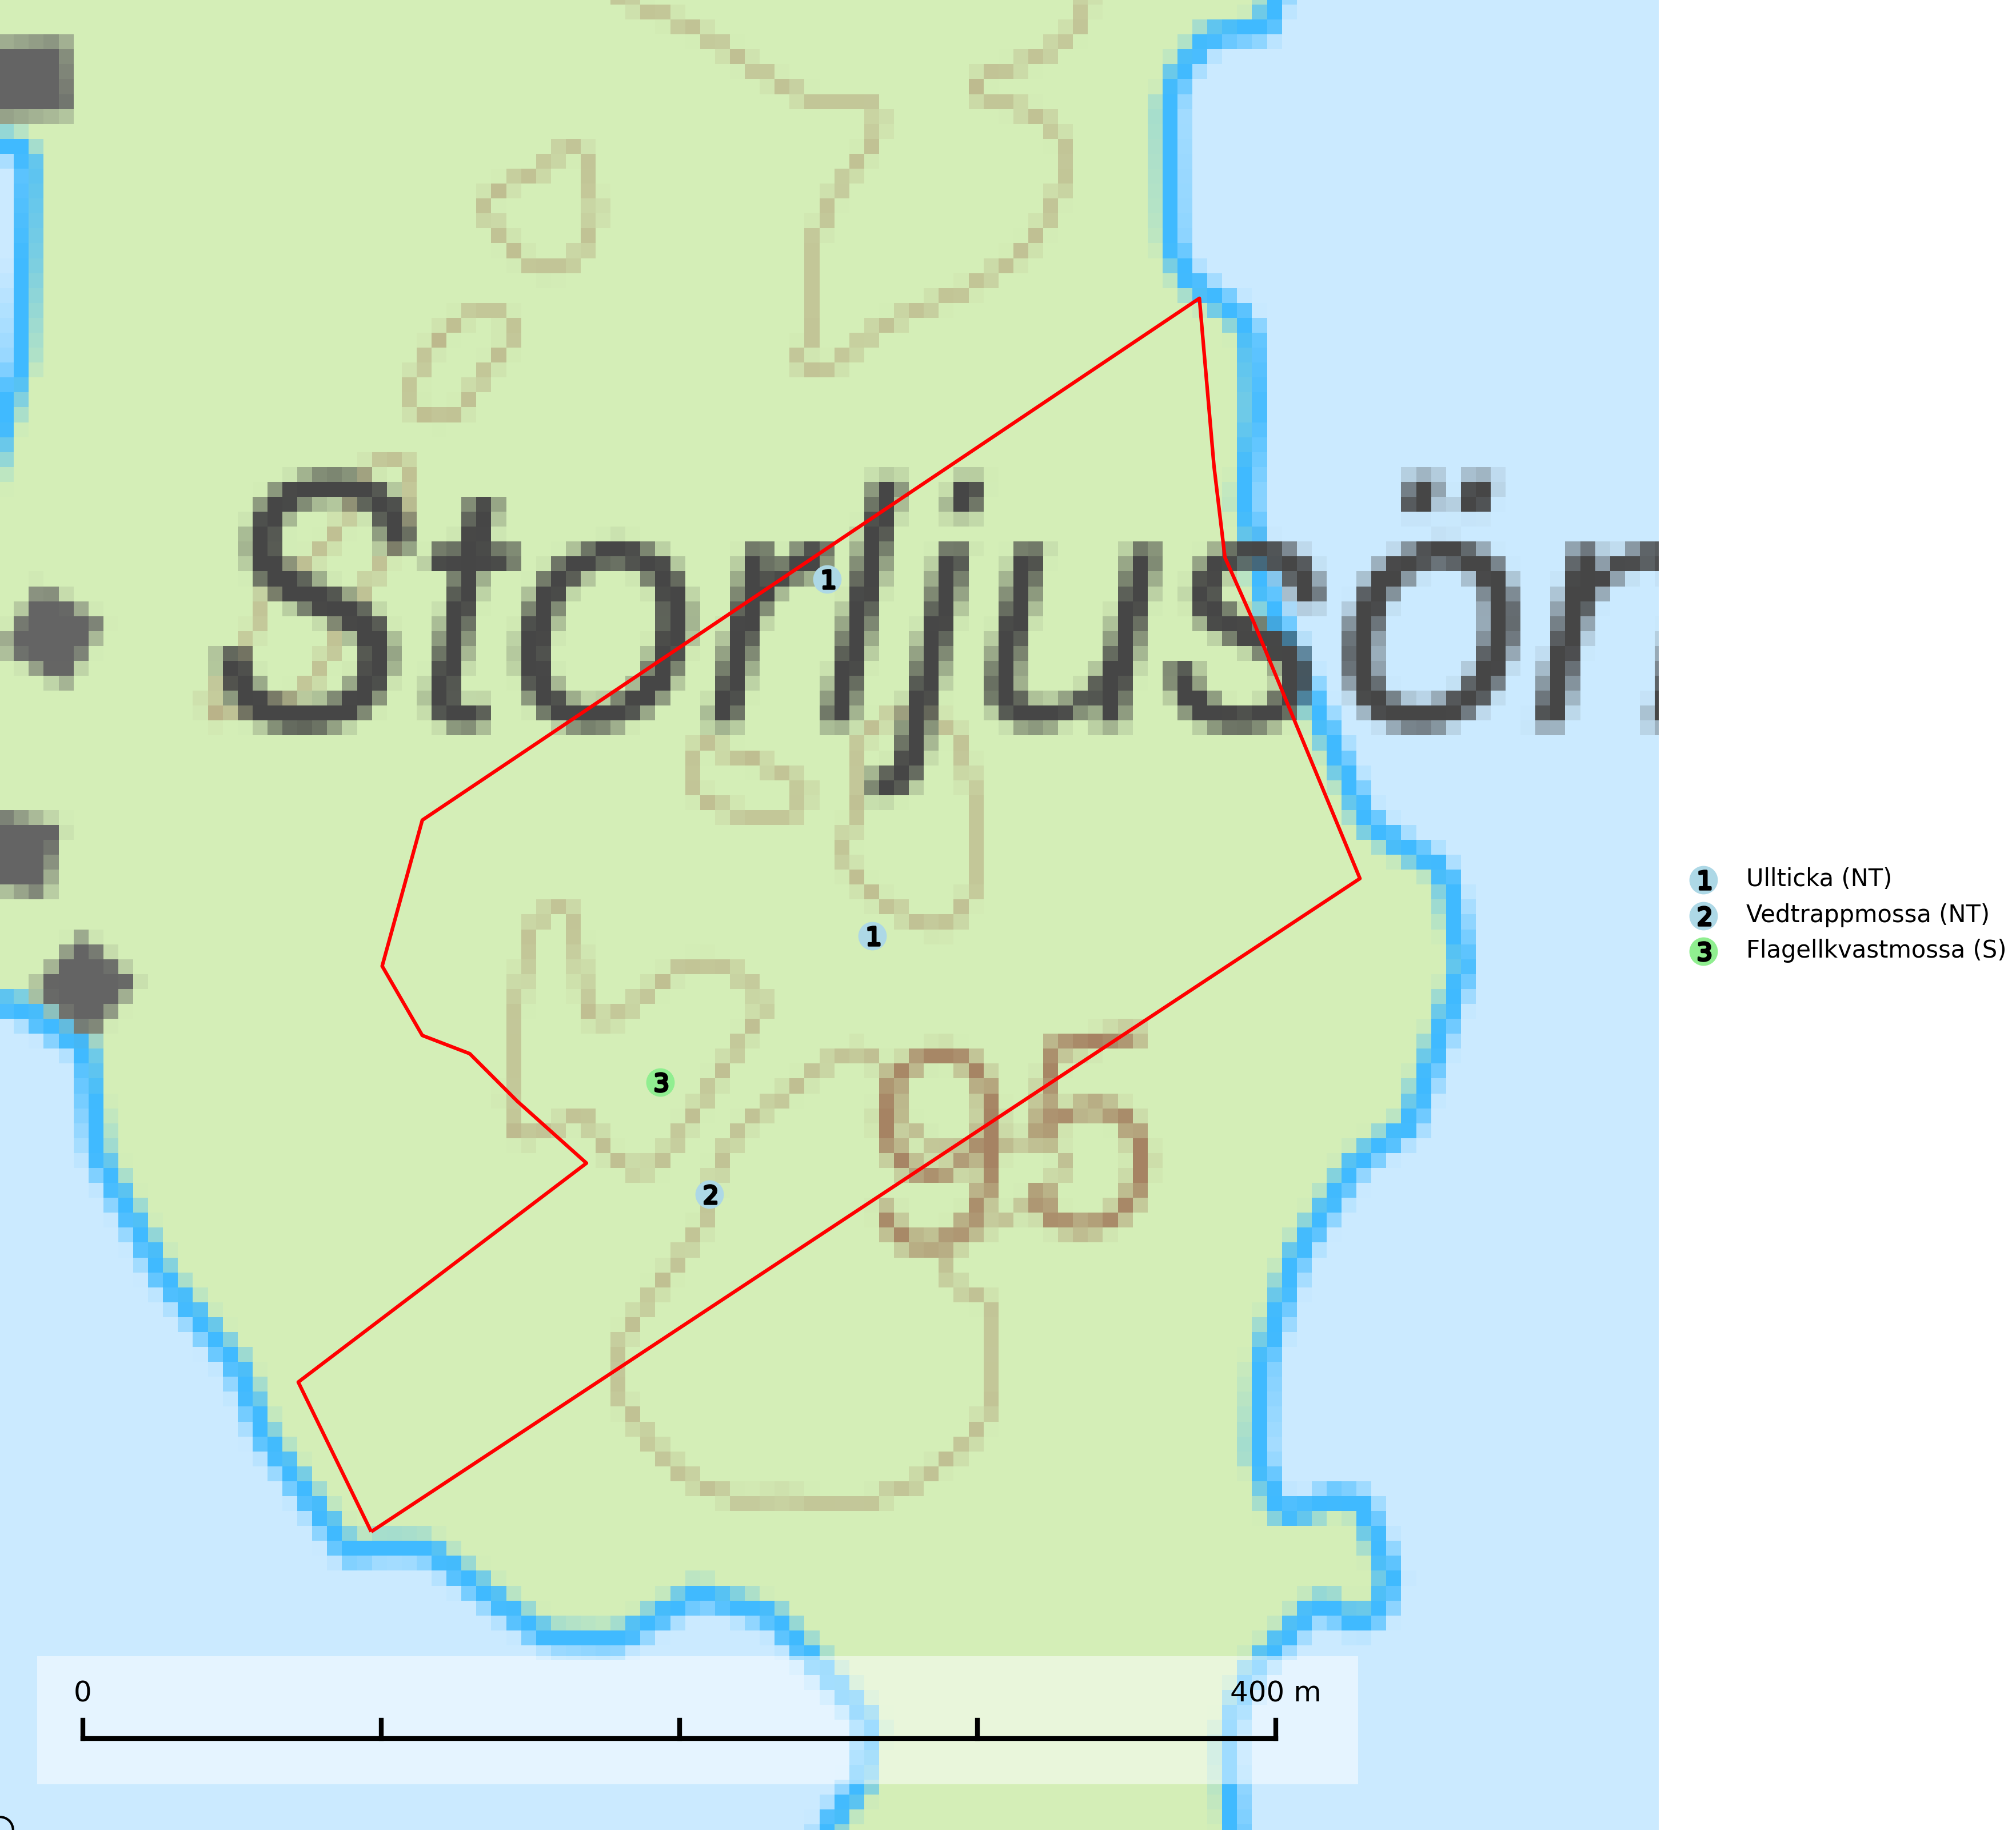 Storljusör
1
1
3
95
2
1 Ullticka (NT)
2 Vedtrappmossa (NT)
3 Flagellkvastmossa (S)
0 400 m